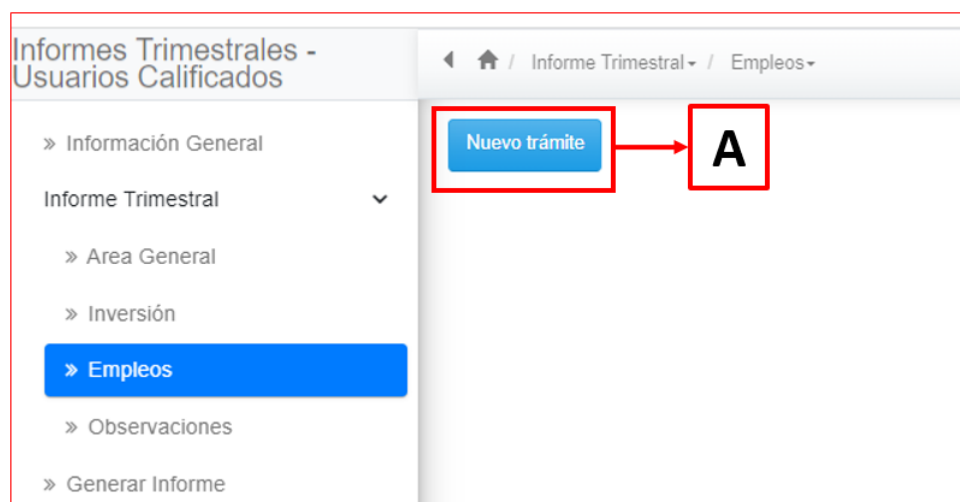 Informes Trimestrales -
Usuarios Calificados
/ Informe Trimestral / Empleos
» Información General
Informe Trimestral
» Area General
» Inversión
» Empleos
» Observaciones
» Generar Informe
Nuevo trámite
A